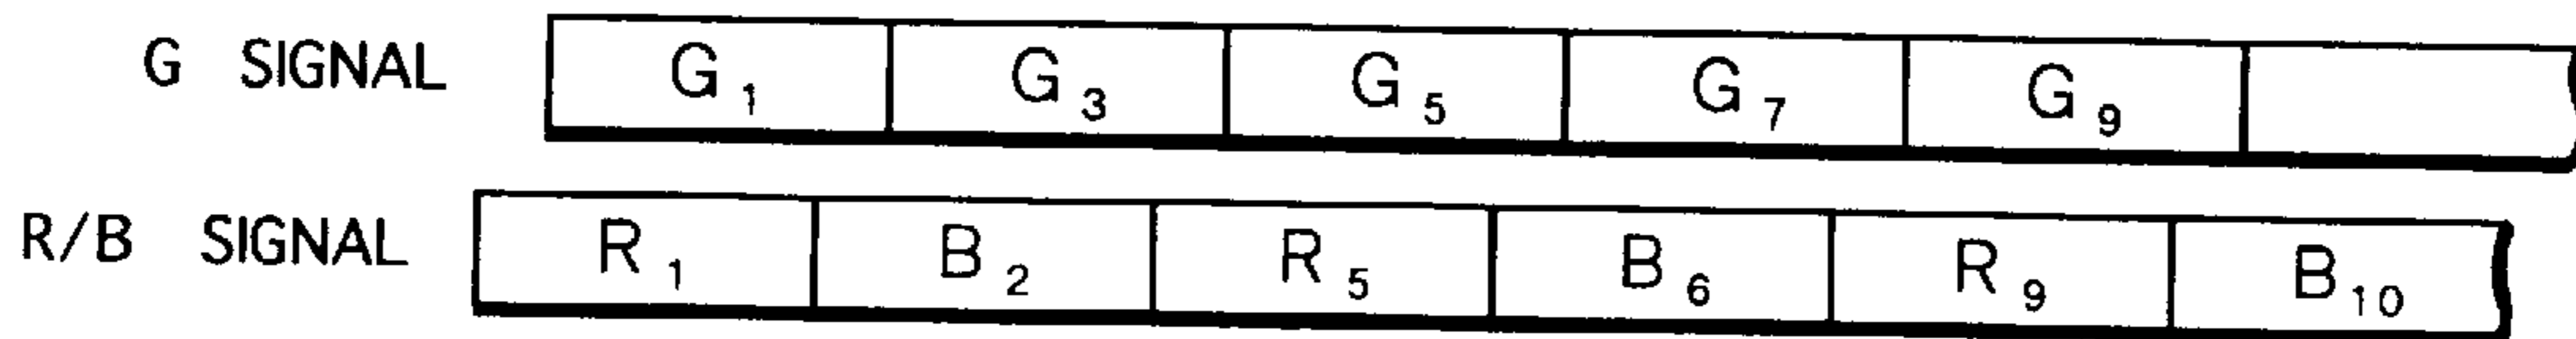 G SIGNAL G₁ G₃ G₅ G₇ G₉
R/B SIGNAL R₁ B₂ R₅ B₆ R₉ B₁₀